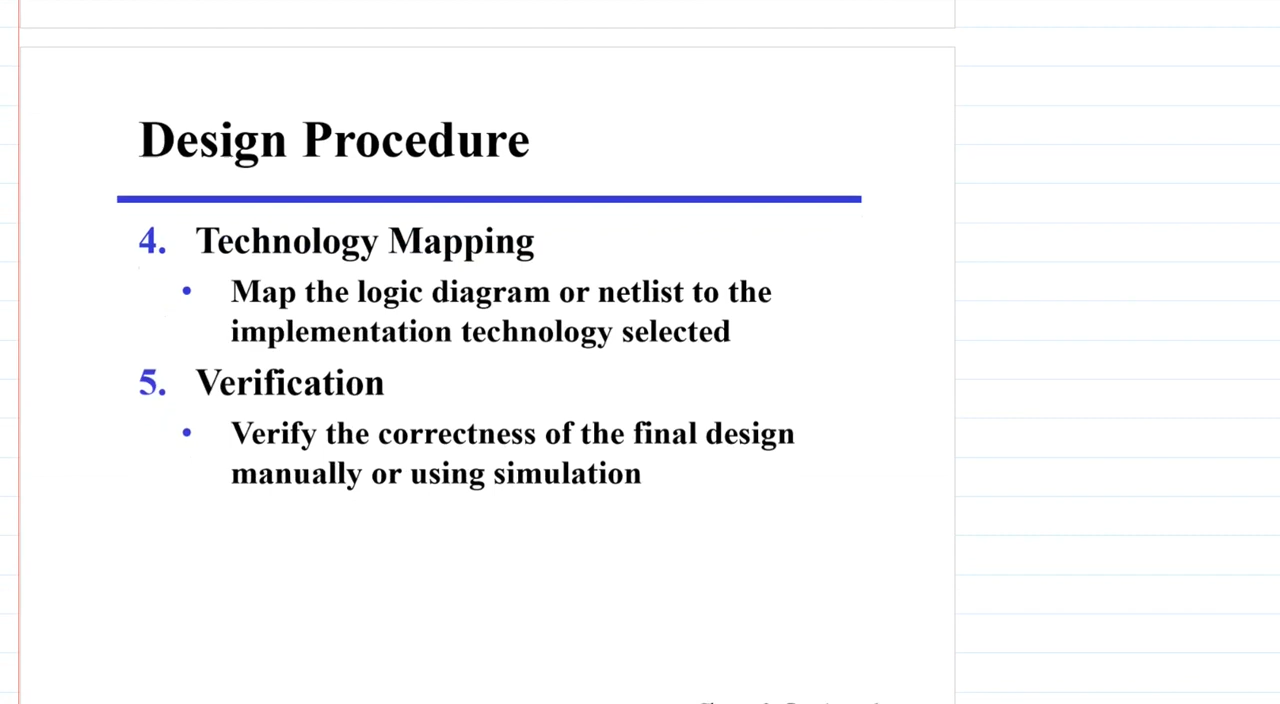 Design Procedure
4. Technology Mapping
• Map the logic diagram or netlist to the
implementation technology selected
5. Verification
• Verify the correctness of the final design
manually or using simulation